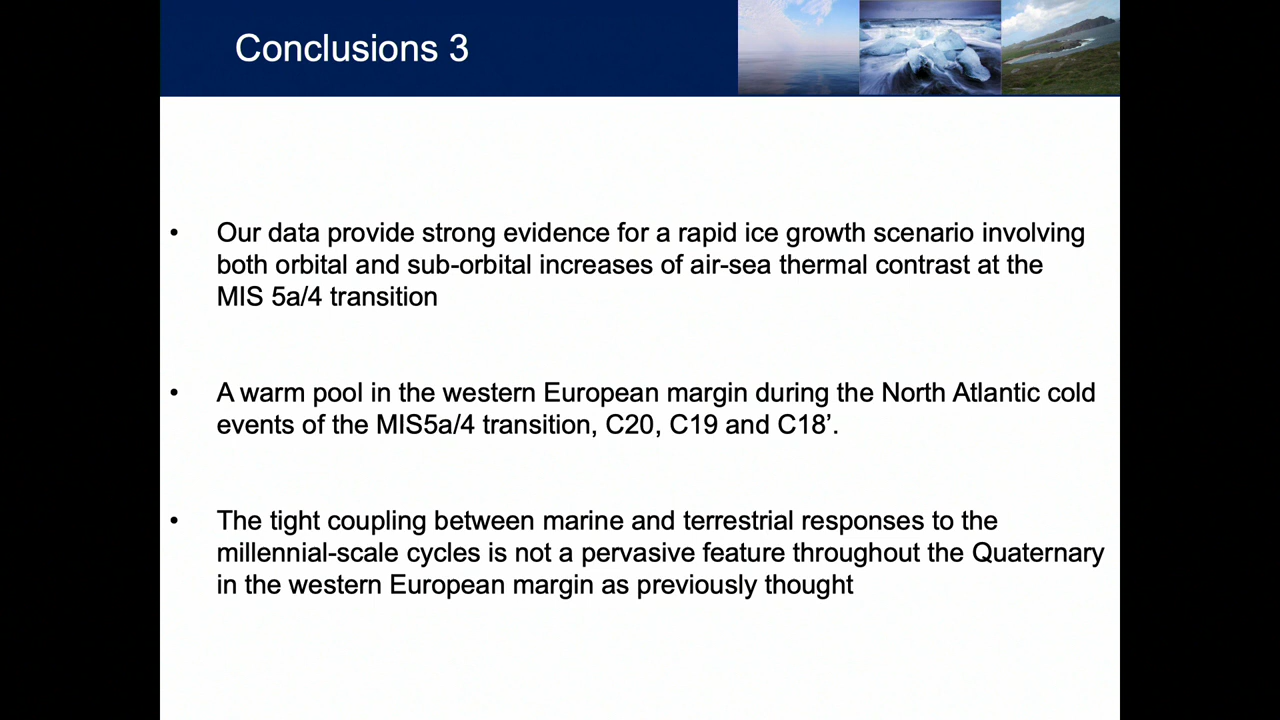 Conclusions 3
• Our data provide strong evidence for a rapid ice growth scenario involving
both orbital and sub-orbital increases of air-sea thermal contrast at the
MIS 5a/4 transition
• A warm pool in the western European margin during the North Atlantic cold
events of the MIS5a/4 transition, C20, C19 and C18’.
• The tight coupling between marine and terrestrial responses to the
millennial-scale cycles is not a pervasive feature throughout the Quaternary
in the western European margin as previously thought